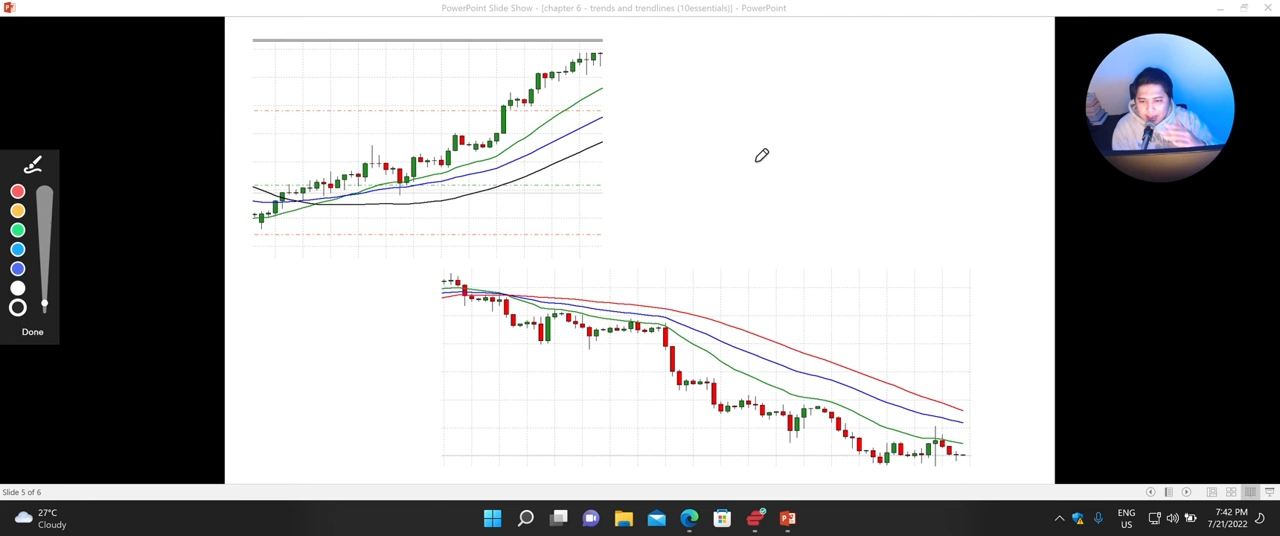 PowerPoint Slide Show - [chapter 6 - trends and trendlines (10essentials)] - PowerPoint
Done
Slide 5 of 6
27°C
Cloudy
ENG
US
7:42 PM
7/21/2022